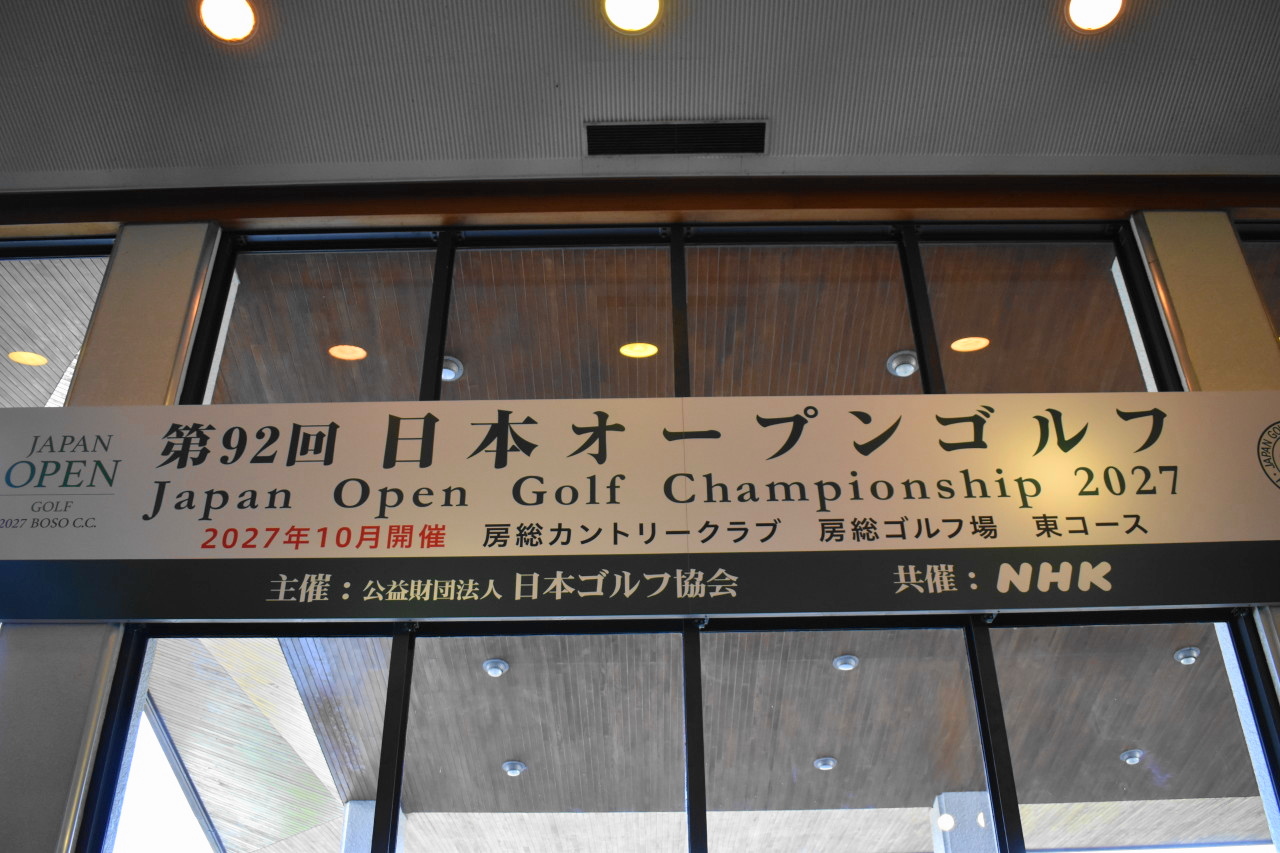 JAPAN
OPEN
GOLF
2027 BOSO C.C.
第92回 日本オープンゴルフ
Japan Open Golf Championship 2027
2027年10月開催 房総カントリークラブ 房総ゴルフ場 東コース
主催：公益財団法人 日本ゴルフ協会 共催：NHK